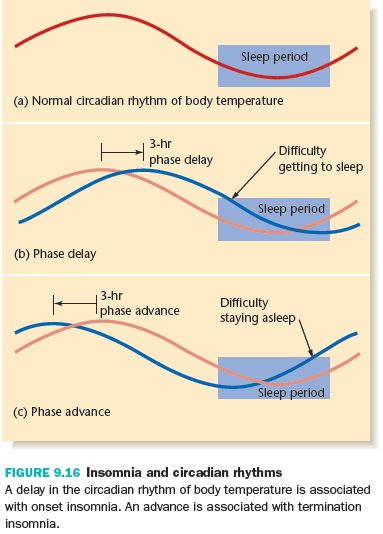 Sleep period
(a) Normal circadian rhythm of body temperature
3-hr
phase delay
Difficulty
getting to sleep
Sleep period
(b) Phase delay
3-hr
phase advance
Difficulty
staying asleep
Sleep period
(c) Phase advance
FIGURE 9.16 Insomnia and circadian rhythms
A delay in the circadian rhythm of body temperature is associated
with onset insomnia. An advance is associated with termination
insomnia.